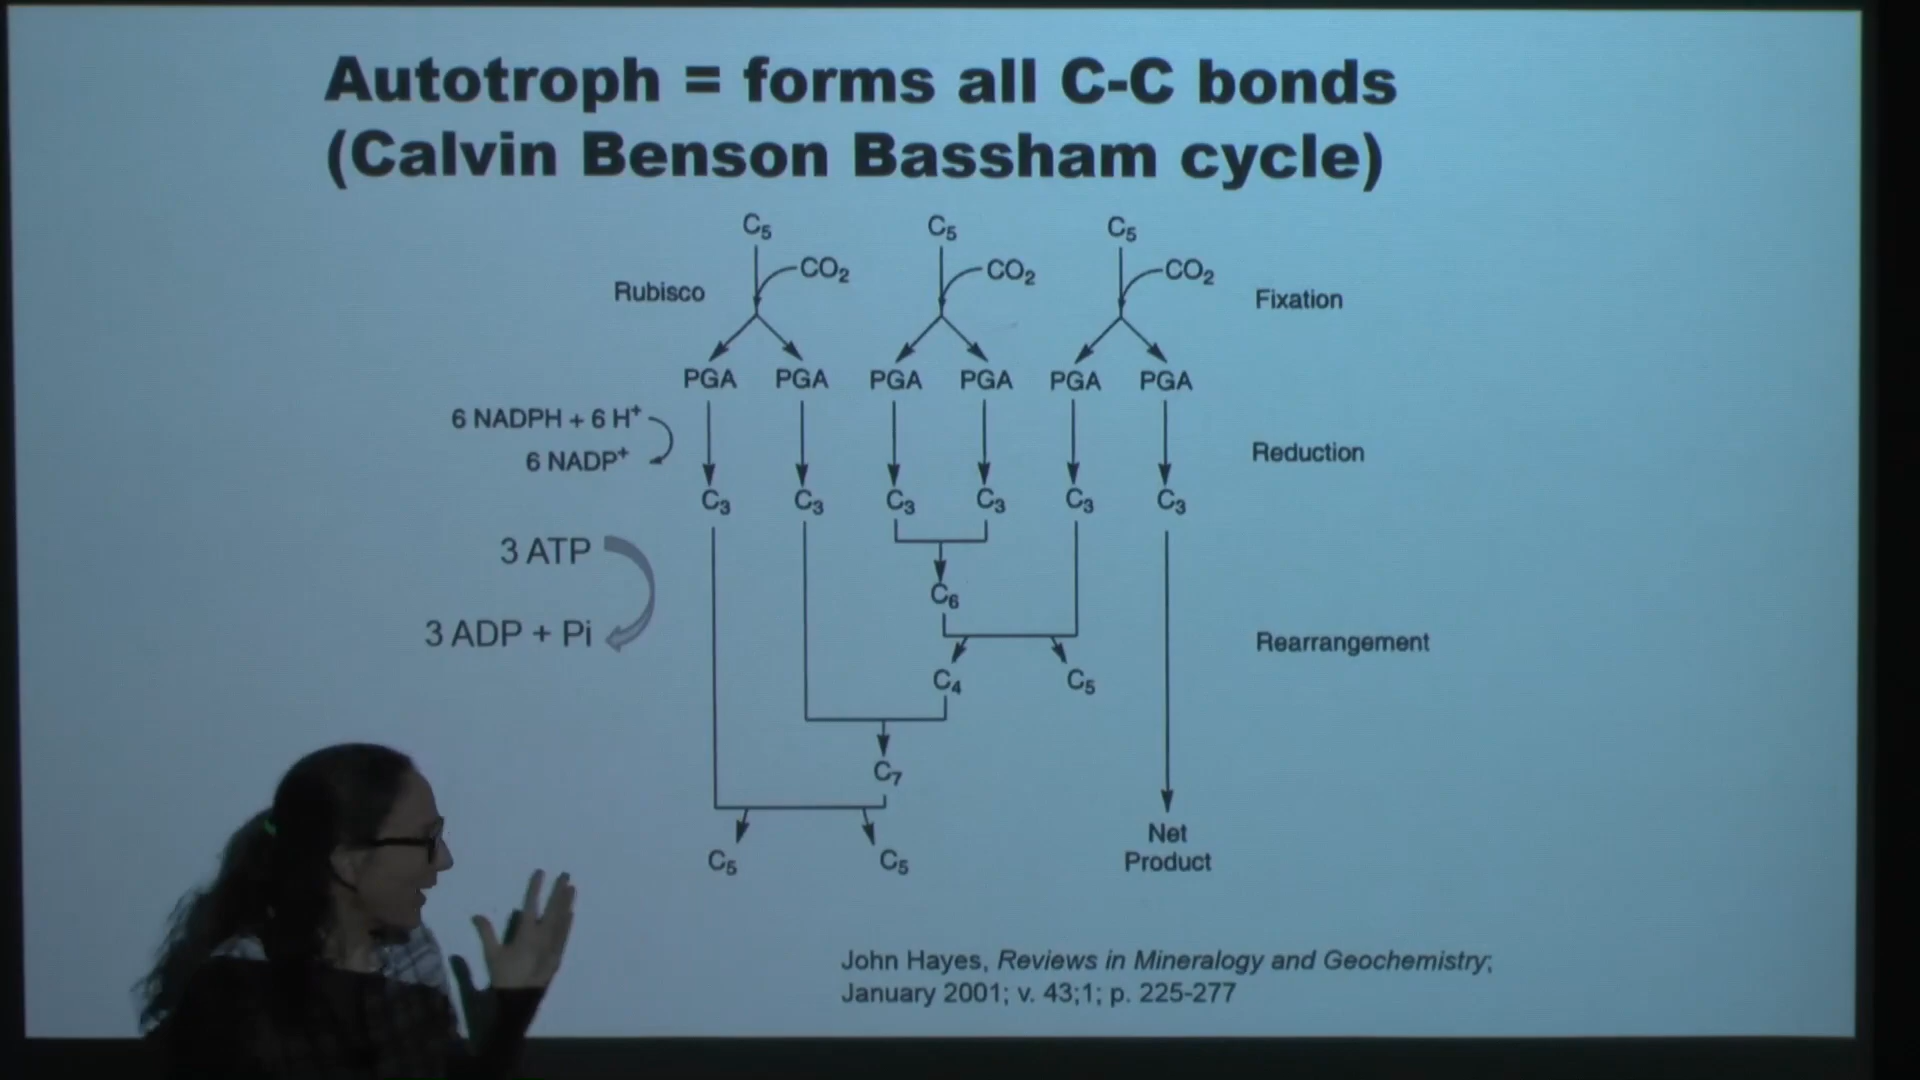 Autotroph = forms all C-C bonds
(Calvin Benson Bassham cycle)
C₅ C₅ C₅
CO₂ CO₂ CO₂
Rubisco Fixation
PGA PGA PGA PGA PGA PGA
6 NADPH + 6 H⁺
6 NADP⁺ Reduction
C₃ C₃ C₃ C₃ C₃ C₃
3 ATP
C₆
3 ADP + Pi Rearrangement
C₄ C₅
C₇
Net
Product
C₅ C₅
John Hayes, Reviews in Mineralogy and Geochemistry;
January 2001; v. 43;1; p. 225-277